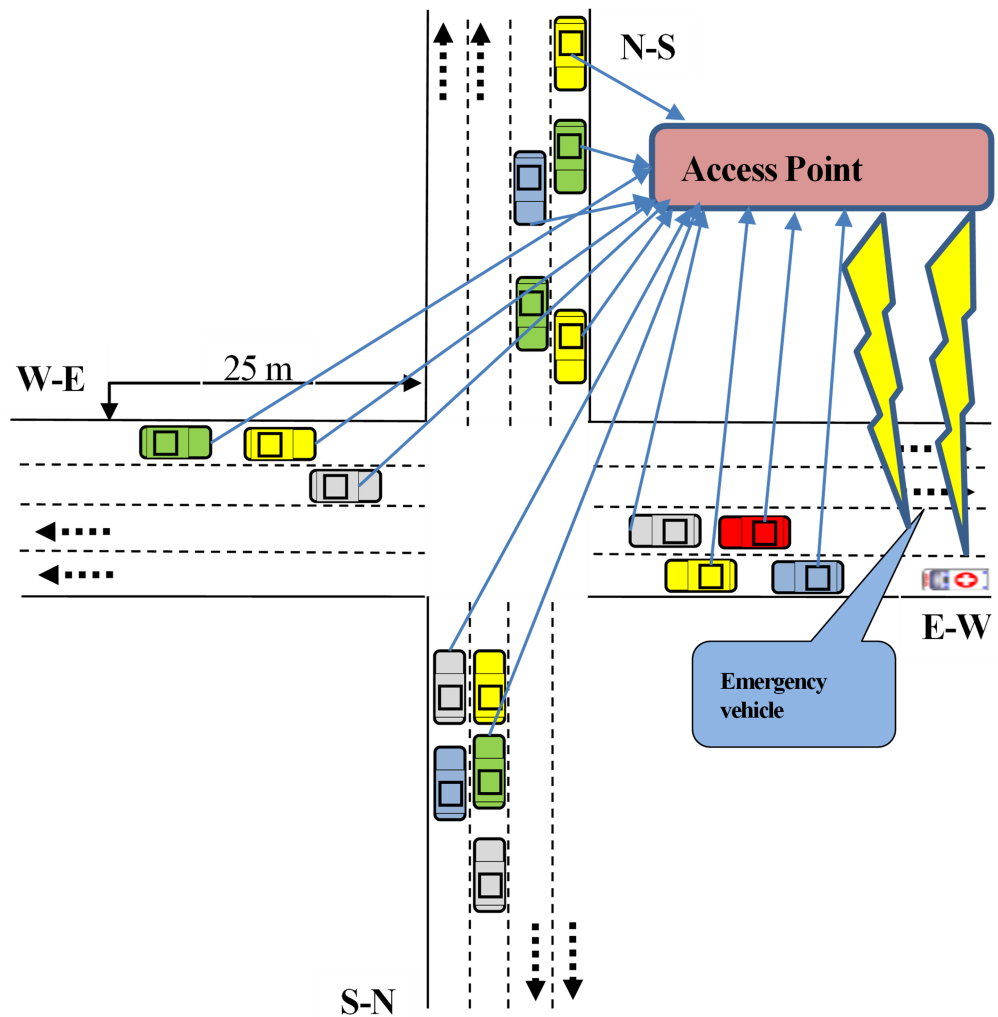 N-S
Access Point
25 m
W-E
E-W
Emergency
vehicle
S-N